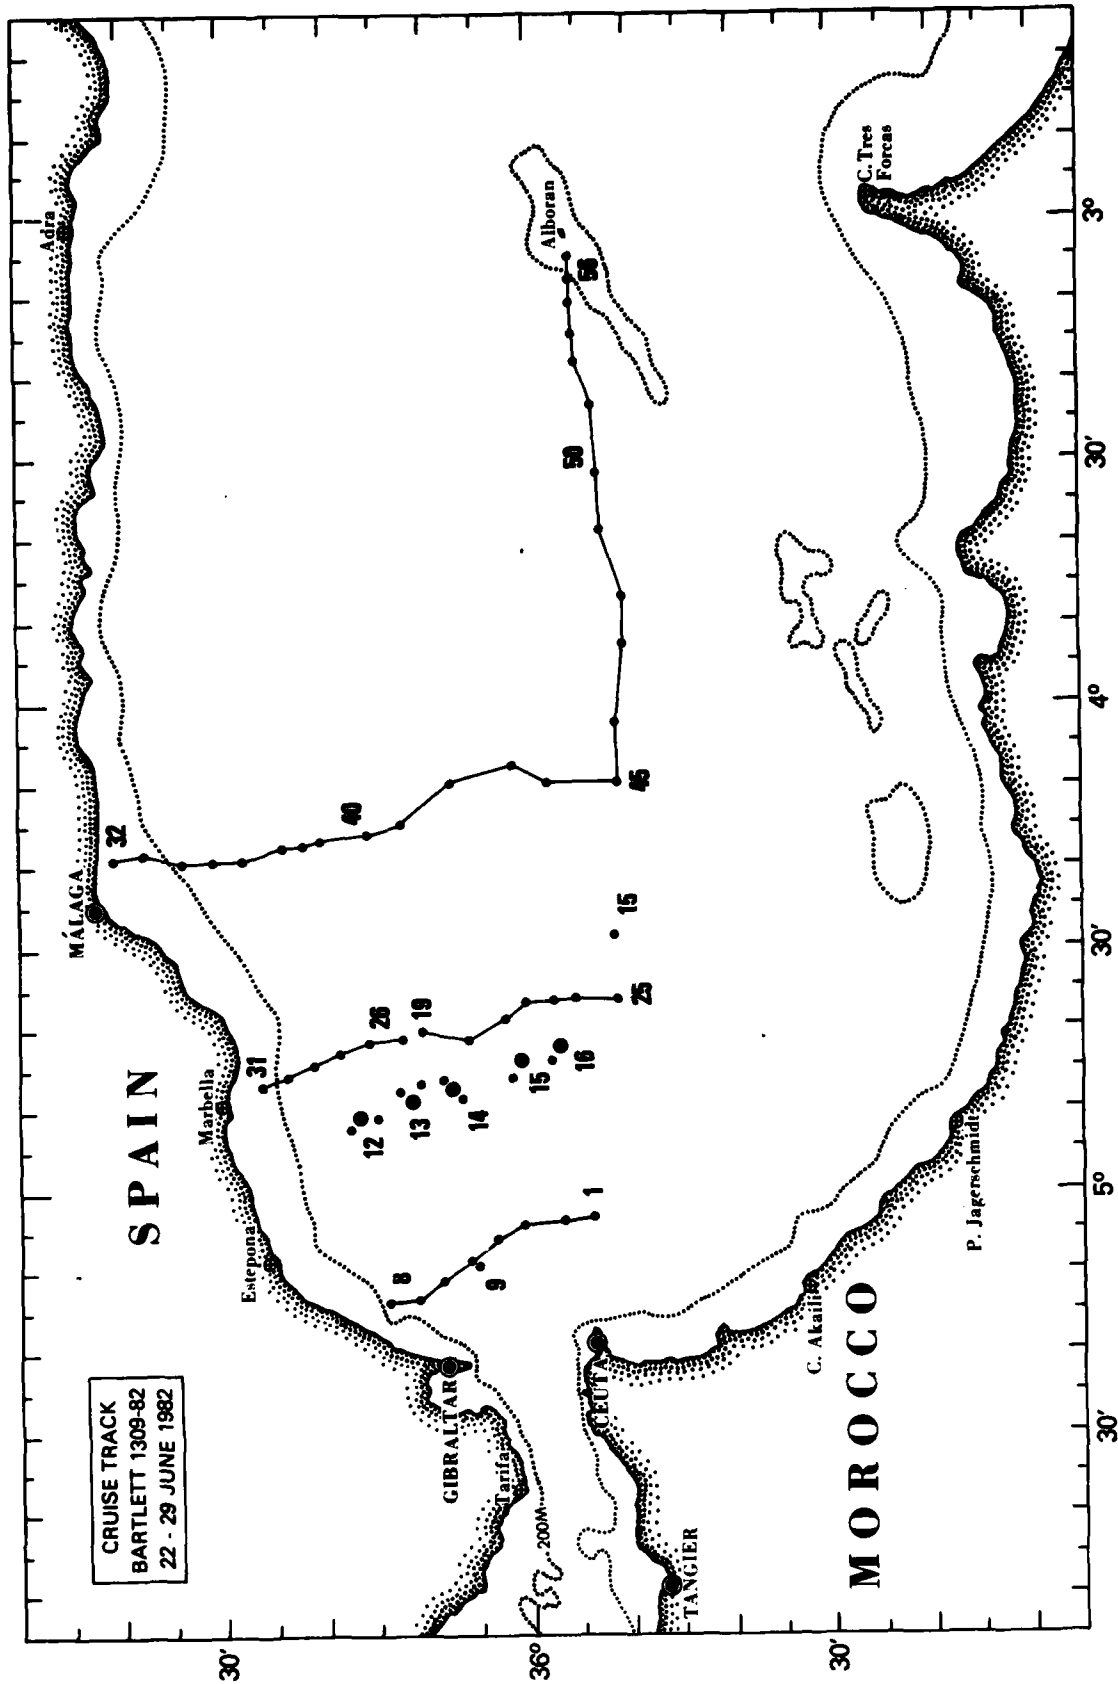 CRUISE TRACK
BARTLETT 1309-82
22 - 29 JUNE 1982
SPAIN
MOROCCO
Adra
MÁLAGA
Marbella
Estepona
GIBRALTAR
Tarifa
200M
TANGIER
CEUTA
C. Akaili
P. Jagerschmidt
C. Tres
Forcas
Alboran
32
40
45
50
56
31
26
19
25
15
12
13
14
15
16
8
9
1
30'
36°
30'
30'
5°
30'
4°
30'
3°